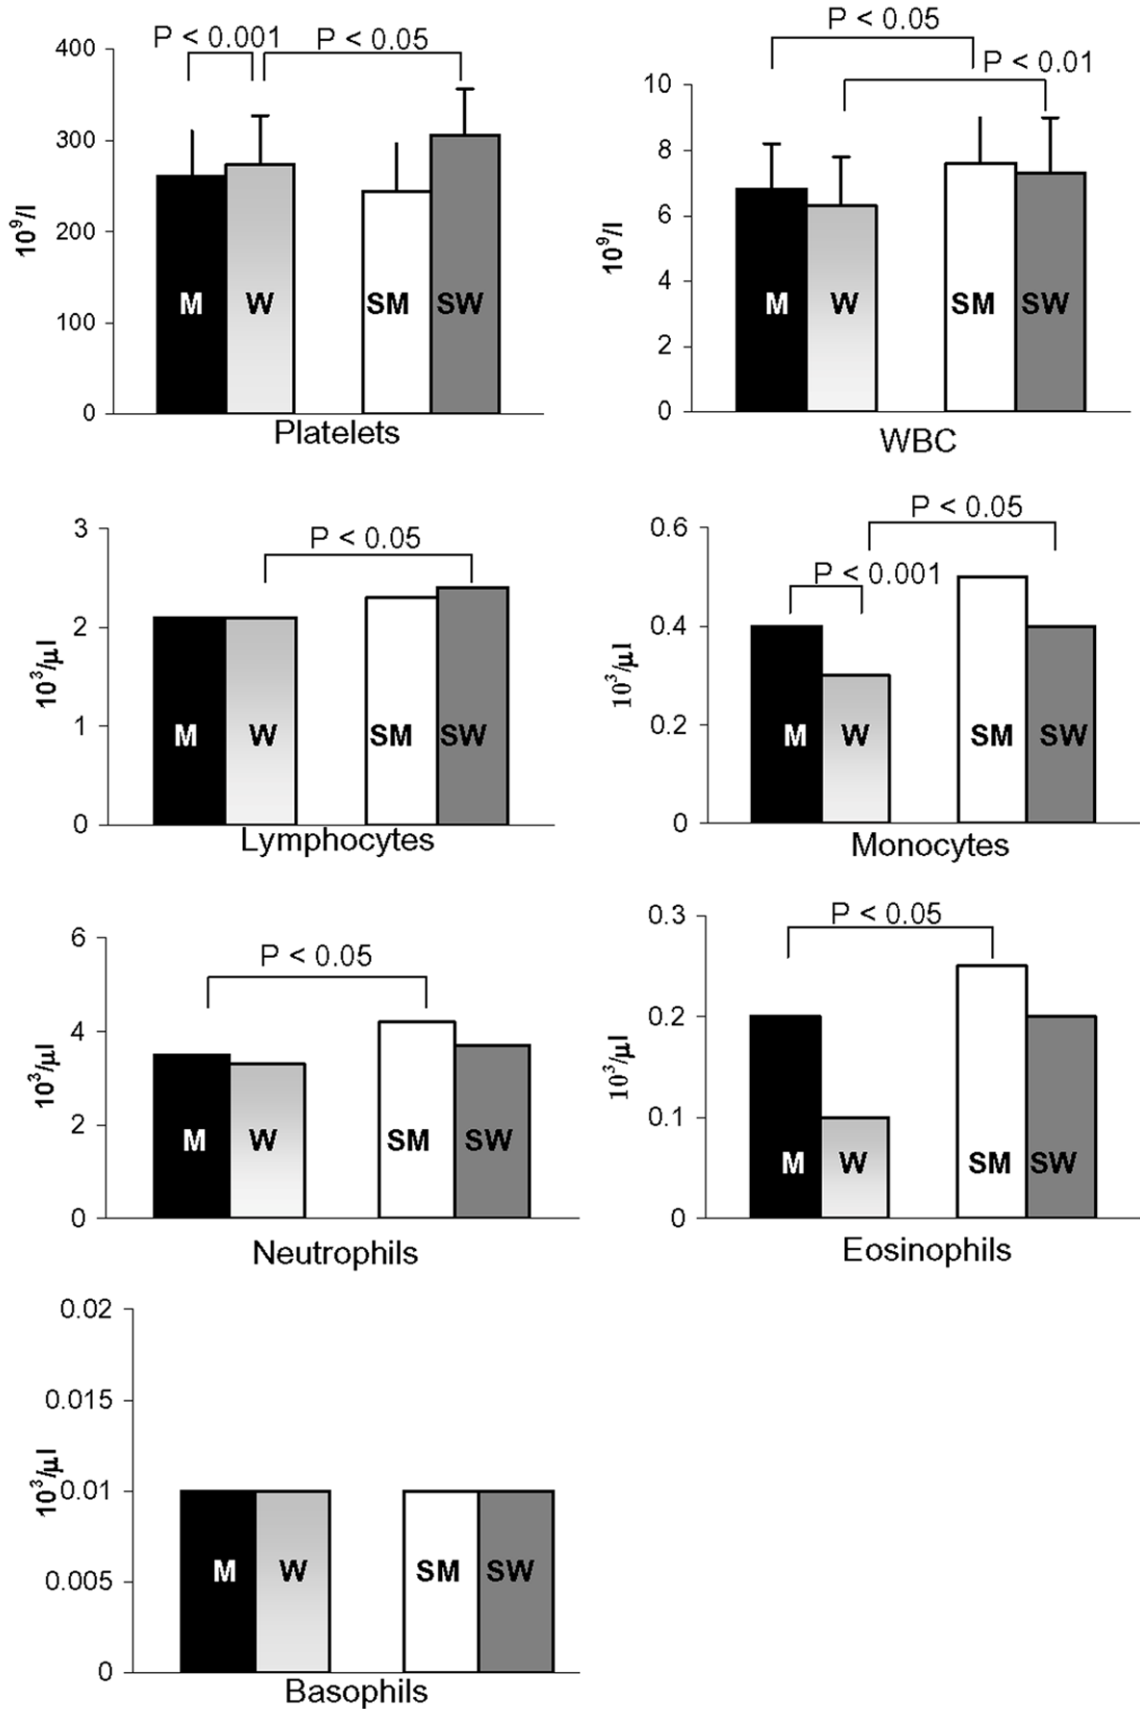 P < 0.001 P < 0.05
400
300
200
100
0
10⁹/l
M W SM SW
Platelets
P < 0.05
P < 0.01
10
8
6
4
2
0
10⁹/l
M W SM SW
WBC
P < 0.05
3
2
1
0
10³/μl
M W SM SW
Lymphocytes
P < 0.05
P < 0.001
0.6
0.4
0.2
0
10³/μl
M W SM SW
Monocytes
P < 0.05
6
4
2
0
10³/μl
M W SM SW
Neutrophils
P < 0.05
0.3
0.2
0.1
0
10³/μl
M W SM SW
Eosinophils
0.02
0.015
0.01
0.005
0
10³/μl
M W SM SW
Basophils